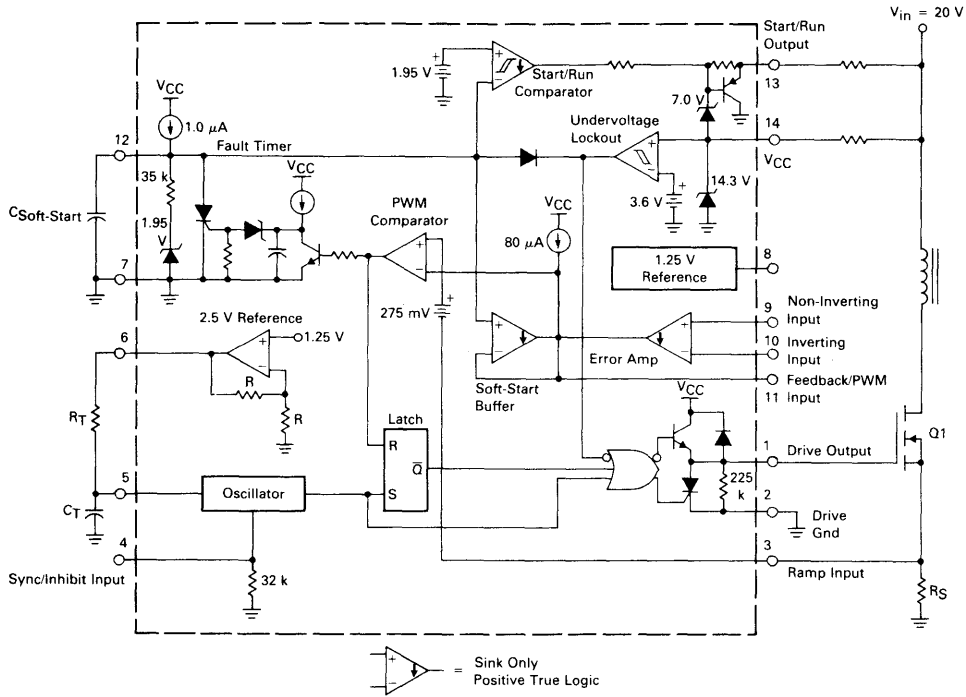 Vin = 20 V
Start/Run
Output
13
1.95 V
+
−
Start/Run
Comparator
7.0 V
14
VCC
Undervoltage
Lockout
+
−
3.6 V
14.3 V
VCC
1.0 μA
12
Fault Timer
35 k
1.95
V
CSoft-Start
7
VCC
PWM
Comparator
+
−
275 mV
VCC
80 μA
1.25 V
Reference
8
Non-Inverting
9
Input
10
Inverting
Input
Feedback/PWM
11
Input
+
−
Error Amp
+
−
Soft-Start
Buffer
2.5 V Reference
6
+
−
1.25 V
R
R
RT
Latch
R
Q
S
5
Oscillator
CT
4
Sync/Inhibit Input
32 k
VCC
1
Drive Output
Q1
225
k
2
Drive
Gnd
3
Ramp Input
RS
+
−
= Sink Only
Positive True Logic